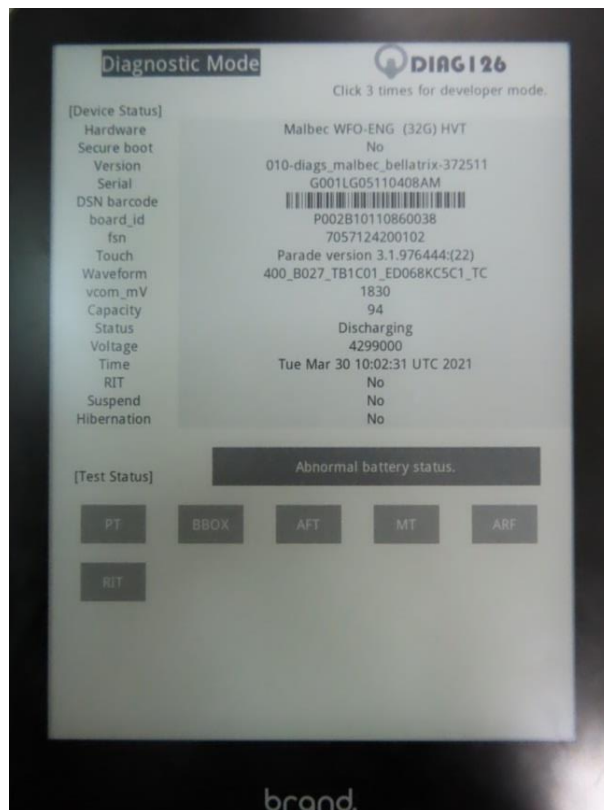 Diagnostic Mode
DIAG126
Click 3 times for developer mode.
[Device Status]
Hardware Malbec WFO-ENG (32G) HVT
Secure boot No
Version 010-diags_malbec_bellatrix-372511
Serial G001LG05110408AM
DSN barcode
board_id P002B10110860038
fsn 7057124200102
Touch Parade version 3.1.976444:(22)
Waveform 400_B027_TB1C01_ED068KC5C1_TC
vcom_mV 1830
Capacity 94
Status Discharging
Voltage 4299000
Time Tue Mar 30 10:02:31 UTC 2021
RIT No
Suspend No
Hibernation No
[Test Status] Abnormal battery status.
PT BBOX AFT MT ARF
RIT
brand.